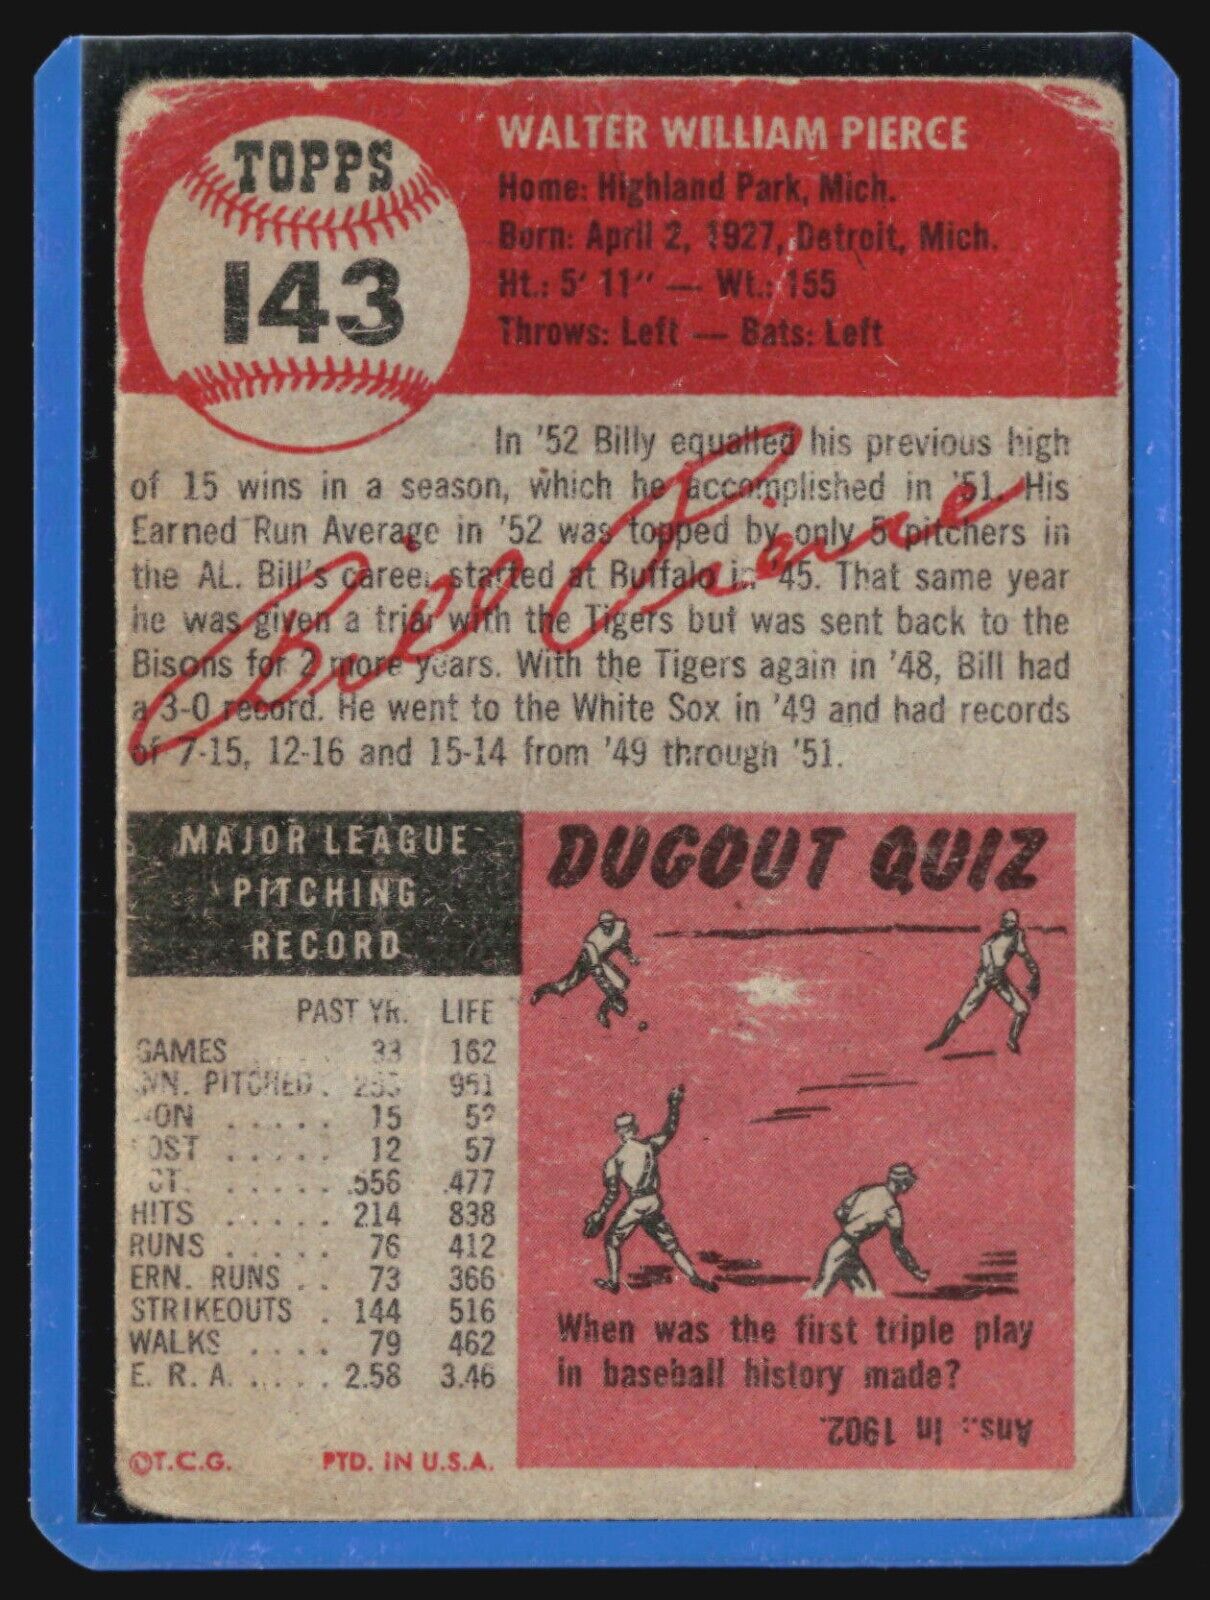 TOPPS
143
WALTER WILLIAM PIERCE
Home: Highland Park, Mich.
Born: April 2, 1927, Detroit, Mich.
Ht.: 5' 11" — Wt.: 155
Throws: Left — Bats: Left
In '52 Billy equalled his previous high
of 15 wins in a season, which he accomplished in '51. His
Earned Run Average in '52 was topped by only 5 pitchers in
the AL. Bill's career started at Buffalo in '45. That same year
he was given a trial with the Tigers but was sent back to the
Bisons for 2 more years. With the Tigers again in '48, Bill had
a 3-0 record. He went to the White Sox in '49 and had records
of 7-15, 12-16 and 15-14 from '49 through '51.
Bill Pierce
MAJOR LEAGUE
PITCHING
RECORD
PAST YR. LIFE
GAMES . . . . 33 162
PITCHED . 951
WON . . . . . 15 52
LOST . . . . . 12 57
PCT. . . . . . .556 .477
HITS . . . . . 214 838
RUNS . . . . . 76 412
ERN. RUNS . . 73 366
STRIKEOUTS . 144 516
WALKS . . . . 79 462
E. R. A. . . . . 2.58 3.46
©T.C.G. PTD. IN U.S.A.
DUGOUT QUIZ
When was the first triple play
in baseball history made?
Ans.: In 1902.